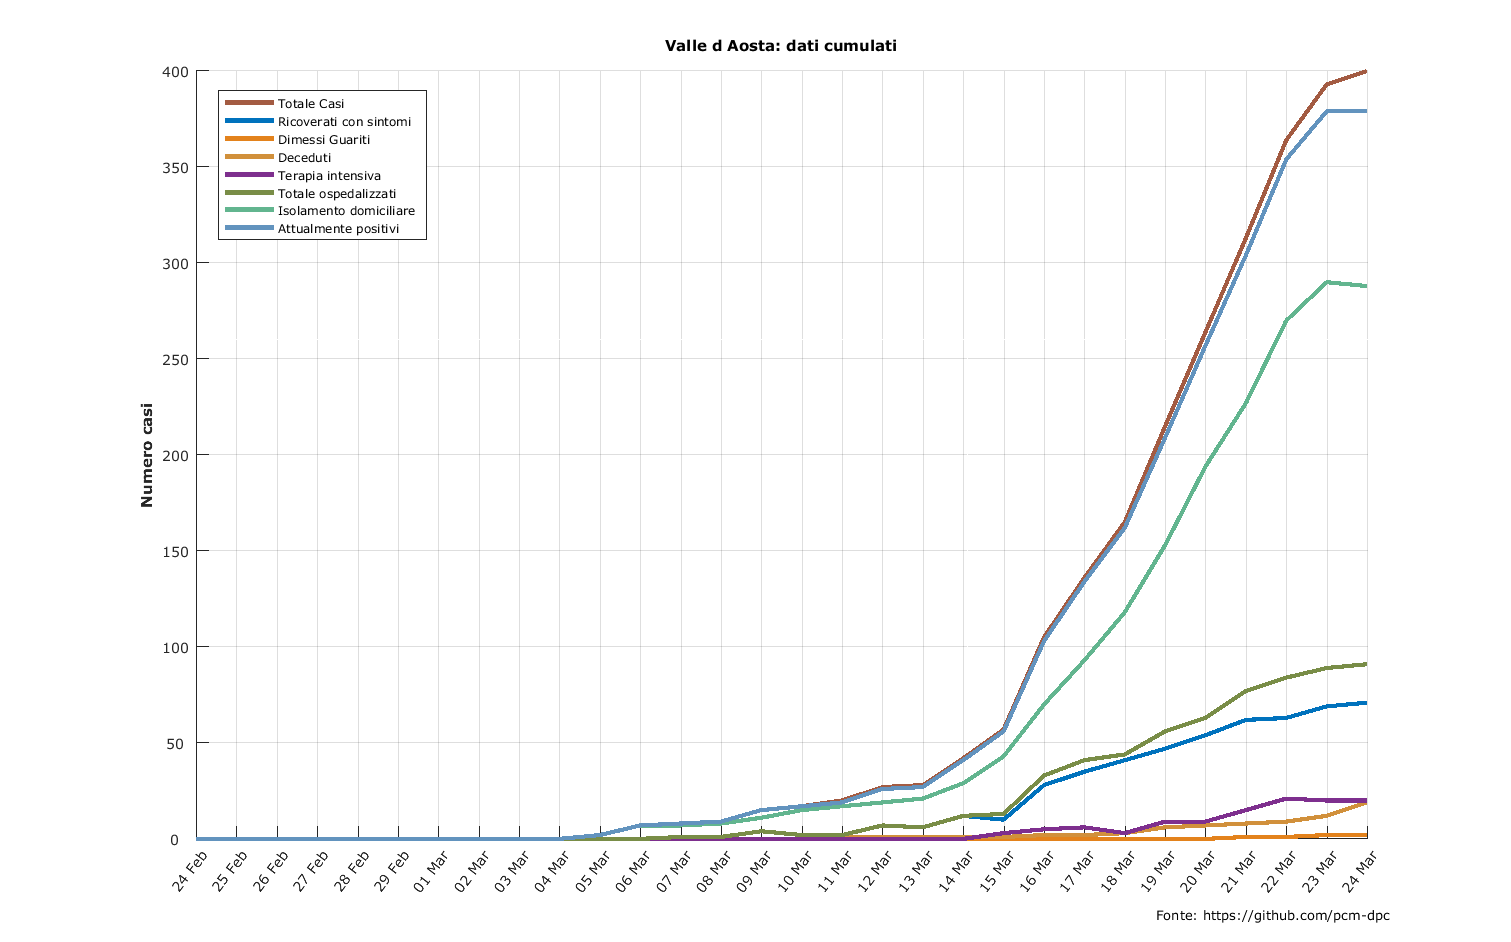 Valle d Aosta: dati cumulati
400
350
300
250
200
150
100
50
0
Numero casi
Totale Casi
Ricoverati con sintomi
Dimessi Guariti
Deceduti
Terapia intensiva
Totale ospedalizzati
Isolamento domiciliare
Attualmente positivi
24 Feb
25 Feb
26 Feb
27 Feb
28 Feb
29 Feb
01 Mar
02 Mar
03 Mar
04 Mar
05 Mar
06 Mar
07 Mar
08 Mar
09 Mar
10 Mar
11 Mar
12 Mar
13 Mar
14 Mar
15 Mar
16 Mar
17 Mar
18 Mar
19 Mar
20 Mar
21 Mar
22 Mar
23 Mar
24 Mar
Fonte: https://github.com/pcm-dpc